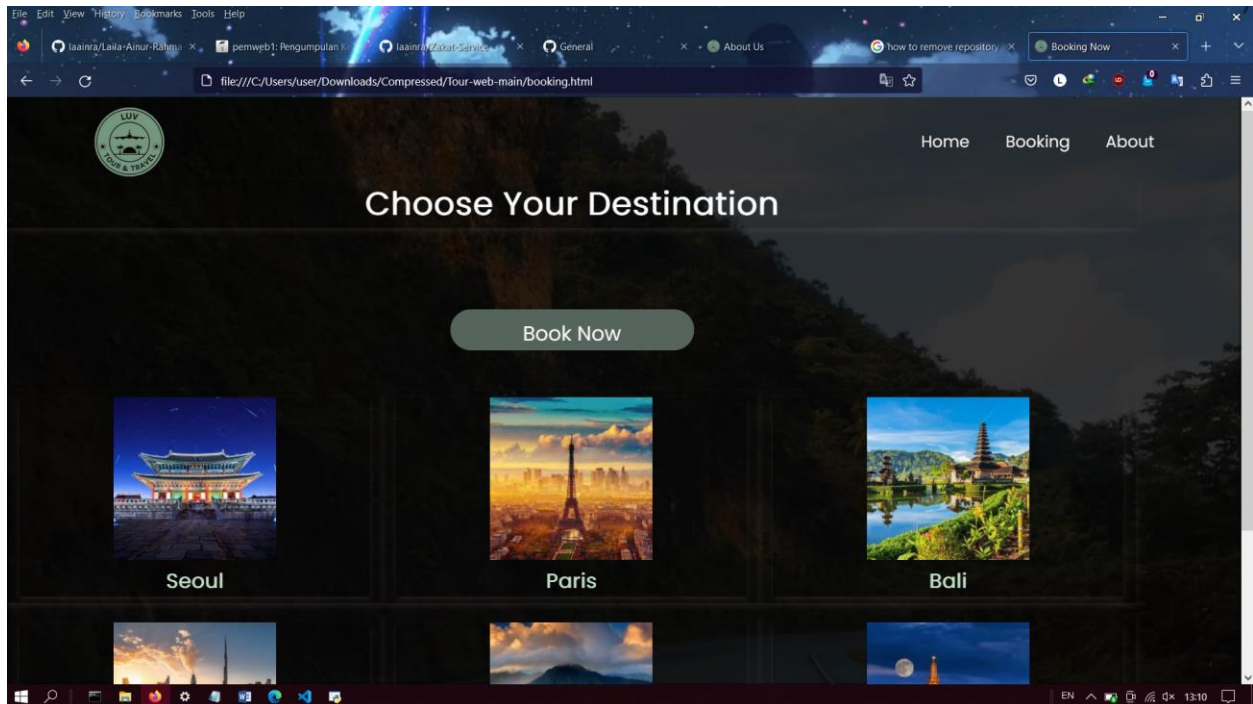 File Edit View History Bookmarks Tools Help
laainra/Laila-Ainur-Rahma
pemweb1: Pengumpulan
laainra/Zakat-Service
General
About Us
how to remove repository
Booking Now
file:///C:/Users/user/Downloads/Compressed/Tour-web-main/booking.html
LUV
TOUR & TRAVEL
Home Booking About
Choose Your Destination
Book Now
Seoul Paris Bali
EN 13:10